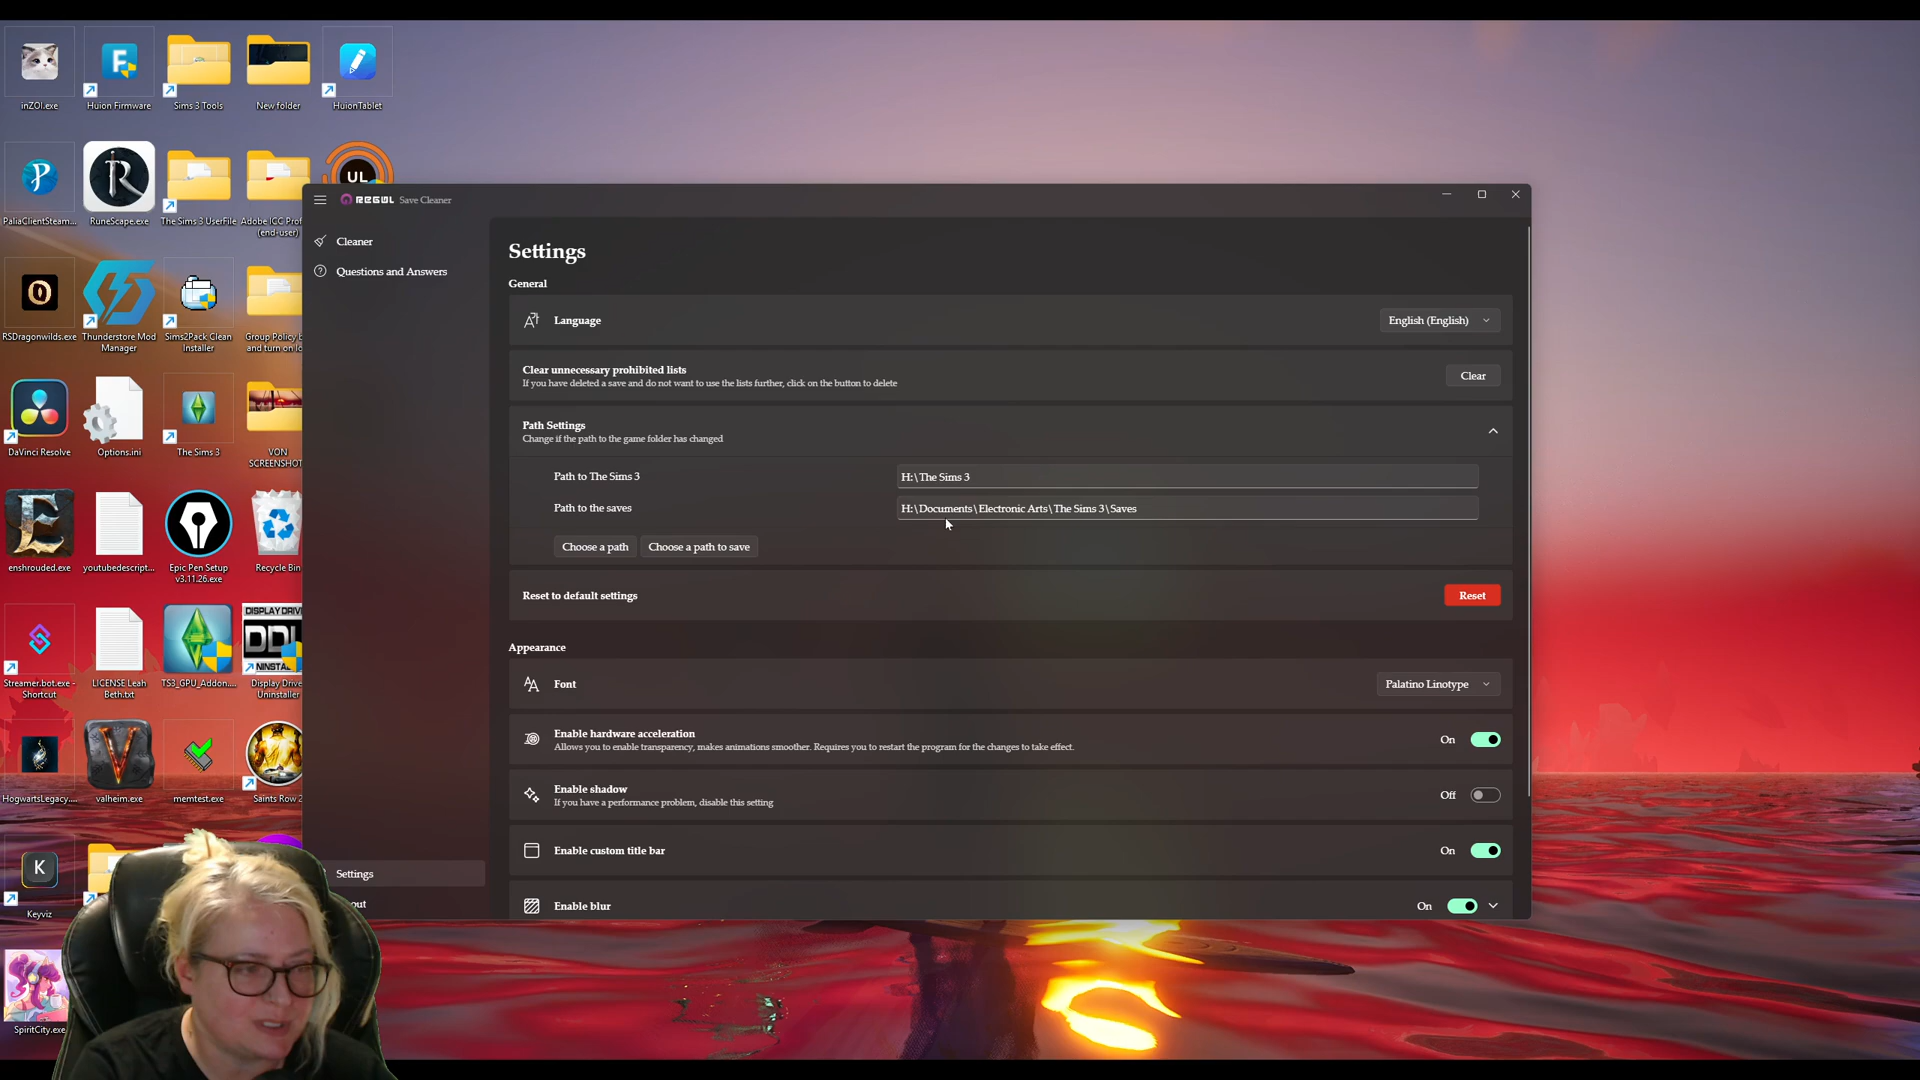 inZOI.exe
Huion Firmware
Sims 3 Tools
New folder
HuionTablet
PaliaClientSteam...
RuneScape.exe
The Sims 3 UserFile
Adobe ICC Prof
(end-user)
UL
RSDragonwilds.exe
Thunderstore Mod
Manager
Sims2Pack Clean
Installer
Group Policy
and turn on
DaVinci Resolve
Options.ini
The Sims 3
VON
SCREENSHOT
enshrouded.exe
youtubedescript...
Epic Pen Setup
v3.11.26.exe
Recycle Bin
DISPLAY DRIVE
DDU
UNINSTA
Streamer.bot.exe -
Shortcut
LICENSE Leah
Beth.txt
TS3_GPU_Addon....
Display Drive
Uninstaller
HogwartsLegacy....
valheim.exe
memtest.exe
Saints Row 2
K
Keyviz
SpiritCity.exe
REGUL Save Cleaner
Cleaner
Questions and Answers
Settings
out
Settings
General
Language
English (English)
Clear unnecessary prohibited lists
If you have deleted a save and do not want to use the lists further, click on the button to delete
Clear
Path Settings
Change if the path to the game folder has changed
Path to The Sims 3
H:\The Sims 3
Path to the saves
H:\Documents\Electronic Arts\The Sims 3\Saves
Choose a path
Choose a path to save
Reset to default settings
Reset
Appearance
Font
Palatino Linotype
Enable hardware acceleration
Allows you to enable transparency, makes animations smoother. Requires you to restart the program for the changes to take effect.
On
Enable shadow
If you have a performance problem, disable this setting
Off
Enable custom title bar
On
Enable blur
On